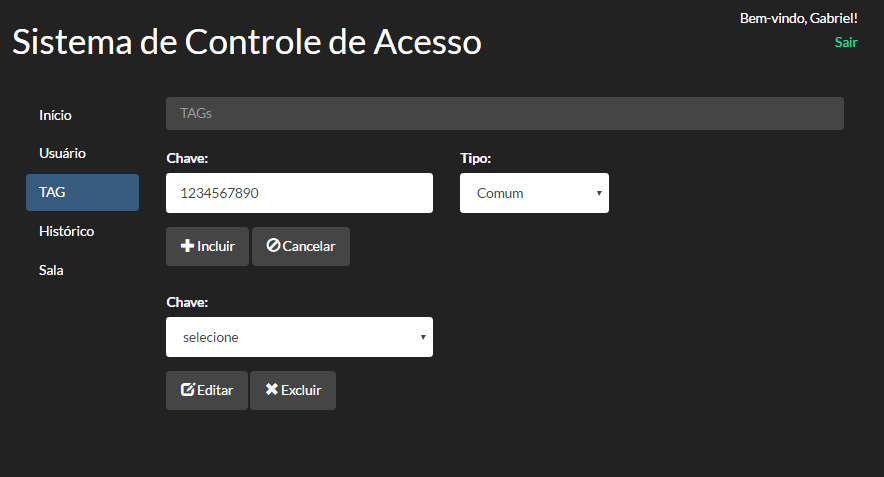 Bem-vindo, Gabriel!
Sistema de Controle de Acesso
Sair
Início
Usuário
TAG
Histórico
Sala
TAGs
Chave: Tipo:
1234567890 Comum
Incluir Cancelar
Chave:
selecione
Editar Excluir